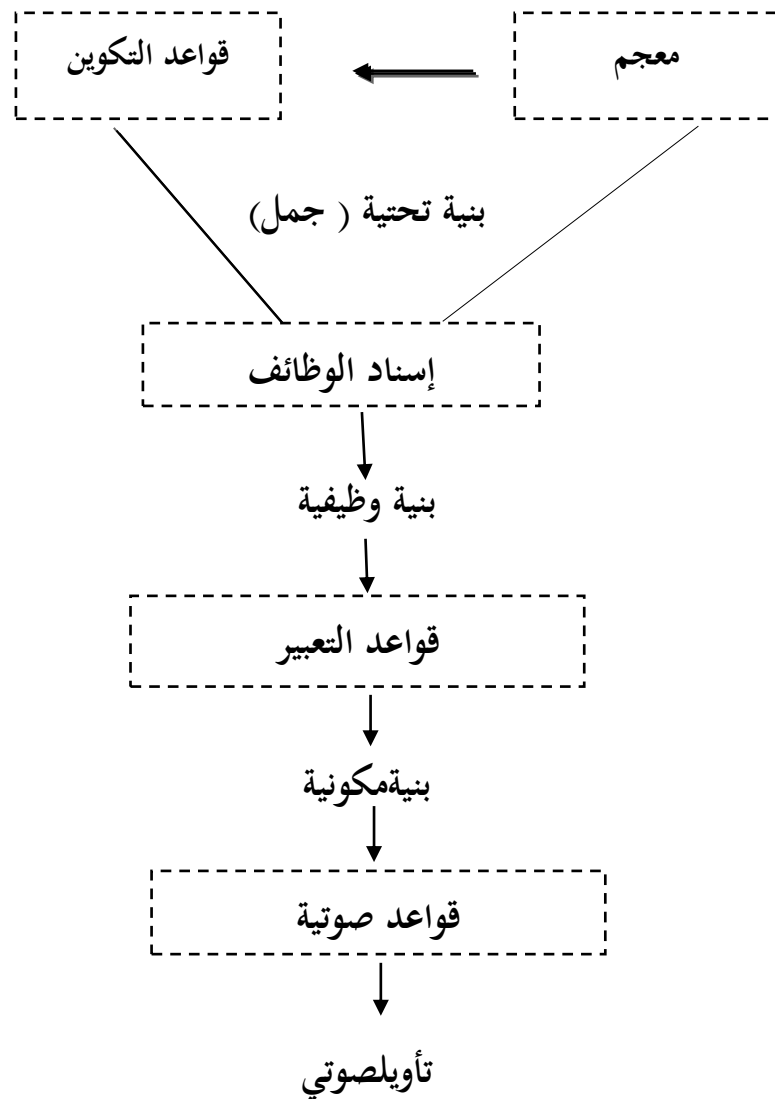 معجم
قواعد التكوين
بنية تحتية ( جمل)
إسناد الوظائف
بنية وظيفية
قواعد التعبير
بنيةمكونية
قواعد صوتية
تأويلصوتي